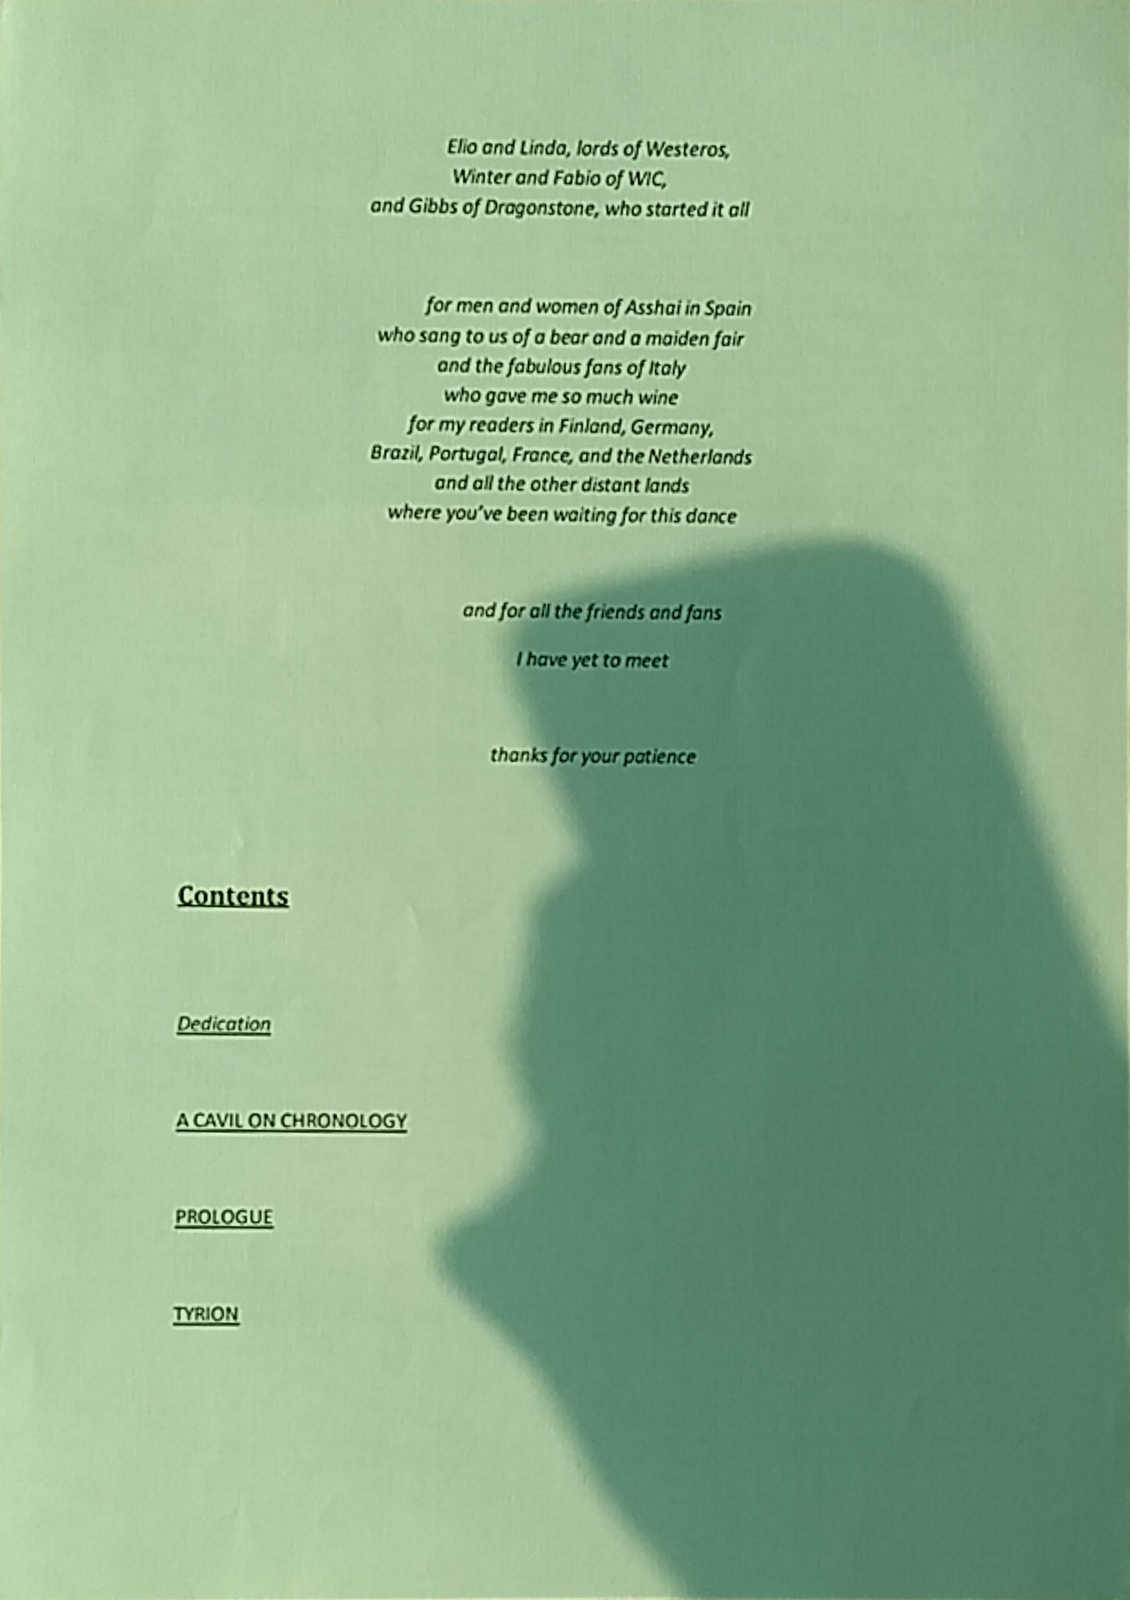 Elio and Linda, lords of Westeros,
Winter and Fabio of WIC,
and Gibbs of Dragonstone, who started it all
for men and women of Asshai in Spain
who sang to us of a bear and a maiden fair
and the fabulous fans of Italy
who gave me so much wine
for my readers in Finland, Germany,
Brazil, Portugal, France, and the Netherlands
and all the other distant lands
where you’ve been waiting for this dance
and for all the friends and fans
I have yet to meet
thanks for your patience
Contents
Dedication
A CAVIL ON CHRONOLOGY
PROLOGUE
TYRION